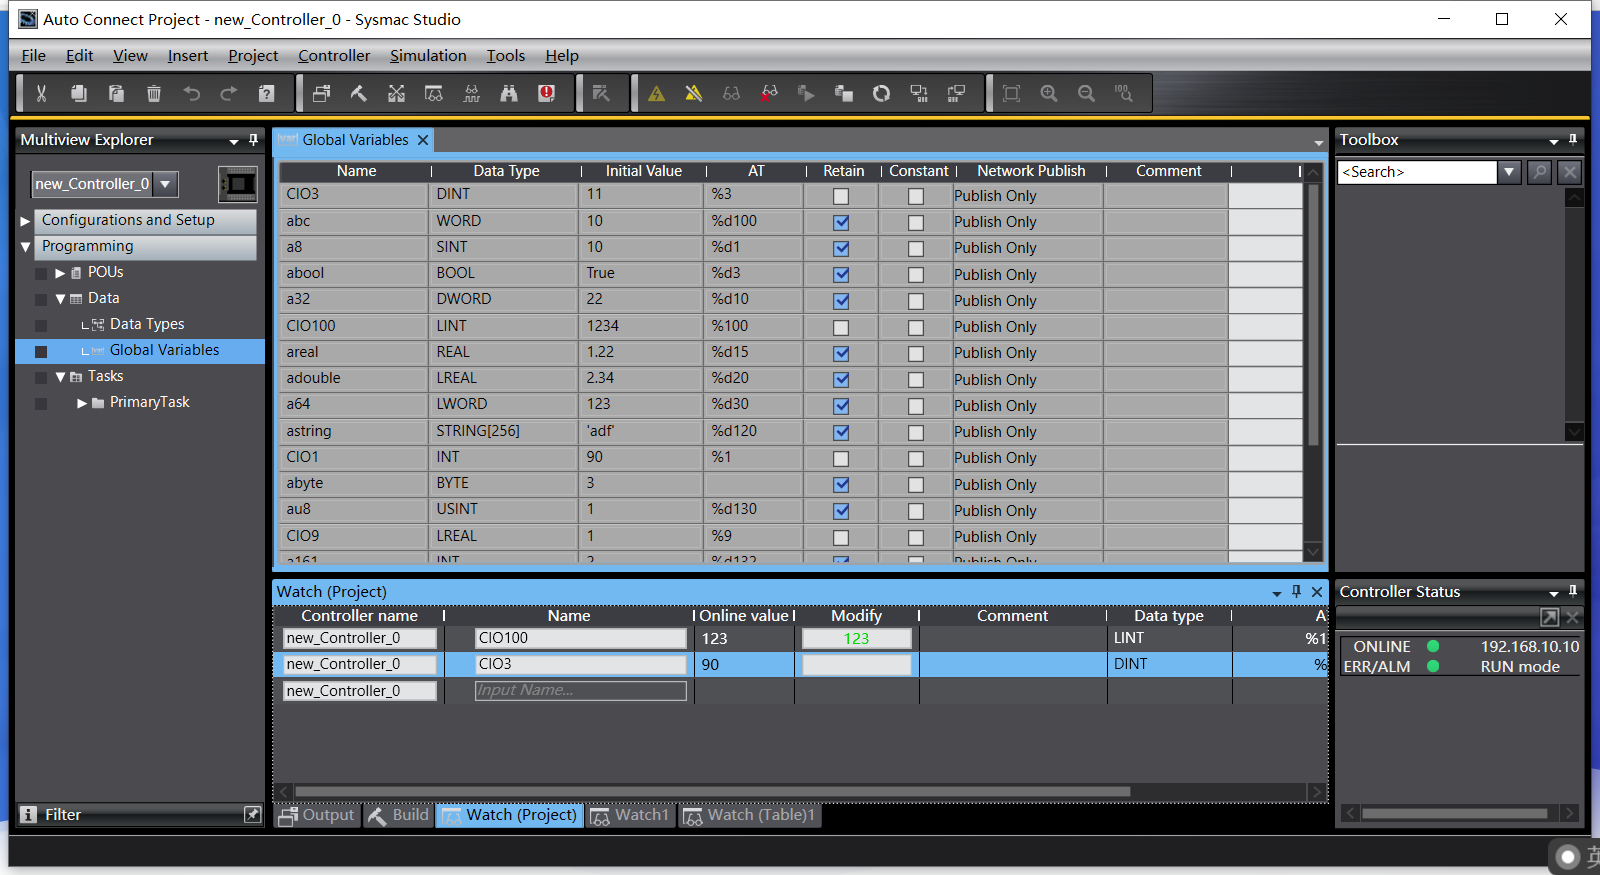 Auto Connect Project - new_Controller_0 - Sysmac Studio
File Edit View Insert Project Controller Simulation Tools Help
Multiview Explorer
new_Controller_0
Configurations and Setup
Programming
POUs
Data
Data Types
Global Variables
Tasks
PrimaryTask
Filter
Global Variables
Name Data Type Initial Value AT Retain Constant Network Publish Comment
CIO3 DINT 11 %3 Publish Only
abc WORD 10 %d100 Publish Only
a8 SINT 10 %d1 Publish Only
abool BOOL True %d3 Publish Only
a32 DWORD 22 %d10 Publish Only
CIO100 LINT 1234 %100 Publish Only
areal REAL 1.22 %d15 Publish Only
adouble LREAL 2.34 %d20 Publish Only
a64 LWORD 123 %d30 Publish Only
astring STRING[256] 'adf' %d120 Publish Only
CIO1 INT 90 %1 Publish Only
abyte BYTE 3 Publish Only
au8 USINT 1 %d130 Publish Only
CIO9 LREAL 1 %9 Publish Only
a161 INT 2 %d132 Publish Only
Watch (Project)
Controller name Name Online value Modify Comment Data type A
new_Controller_0 CIO100 123 123 LINT %1
new_Controller_0 CIO3 90 DINT %
new_Controller_0 Input Name...
Output Build Watch (Project) Watch1 Watch (Table)1
Toolbox
<Search>
Controller Status
ONLINE 192.168.10.10
ERR/ALM RUN mode
英